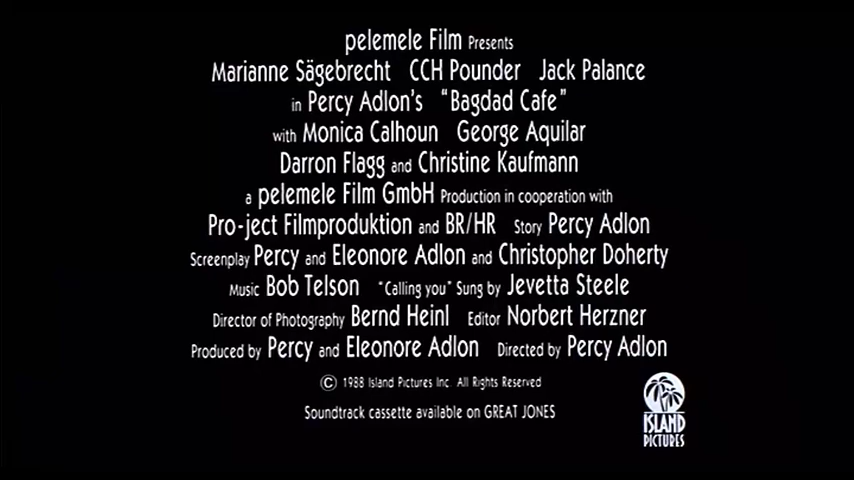 pelemele Film Presents
Marianne Sägebrecht CCH Pounder Jack Palance
in Percy Adlon's "Bagdad Cafe"
with Monica Calhoun George Aquilar
Darron Flagg and Christine Kaufmann
a pelemele Film GmbH Production in cooperation with
Pro-ject Filmproduktion and BR/HR Story Percy Adlon
Screenplay Percy and Eleonore Adlon and Christopher Doherty
Music Bob Telson "Calling you" Sung by Jevetta Steele
Director of Photography Bernd Heinl Editor Norbert Herzner
Produced by Percy and Eleonore Adlon Directed by Percy Adlon
© 1988 Island Pictures Inc. All Rights Reserved
Soundtrack cassette available on GREAT JONES
ISLAND
PICTURES